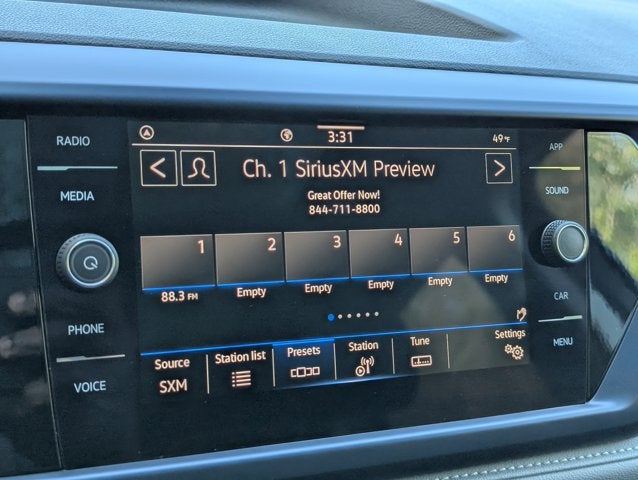 RADIO
MEDIA
PHONE
VOICE
3:31
49°F
Ch. 1 SiriusXM Preview
Great Offer Now!
844-711-8800
1 2 3 4 5 6
88.3 FM Empty Empty Empty Empty Empty
Source Station list Presets Station Tune Settings
SXM
APP
SOUND
CAR
MENU